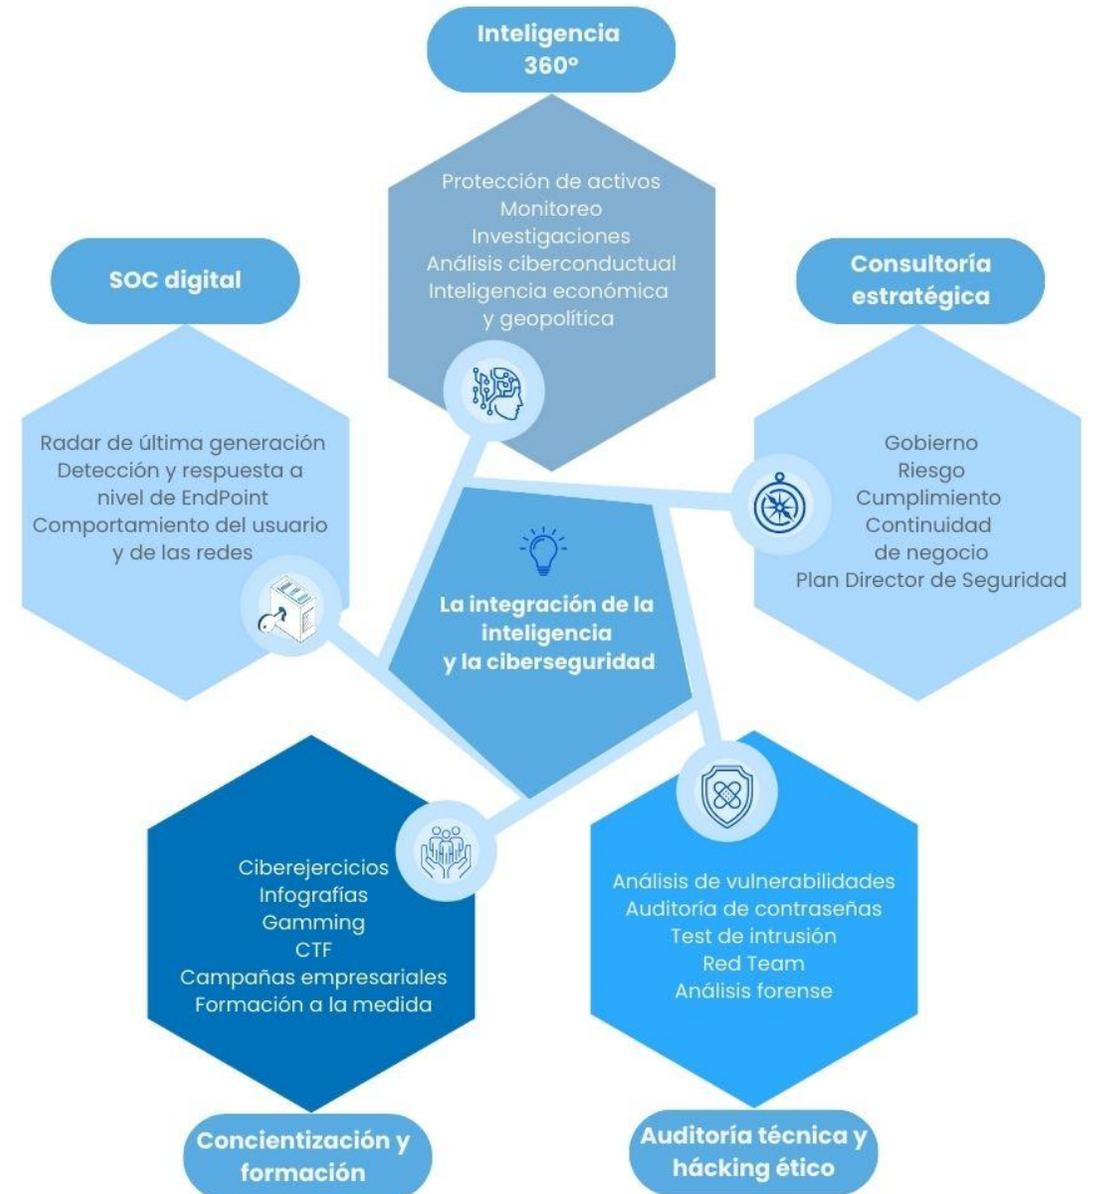 Inteligencia
360º
Protección de activos
Monitoreo
Investigaciones
Análisis ciberconductual
Inteligencia económica
y geopolítica
SOC digital
Radar de última generación
Detección y respuesta a
nivel de EndPoint
Comportamiento del usuario
y de las redes
Consultoría
estratégica
Gobierno
Riesgo
Cumplimiento
Continuidad
de negocio
Plan Director de Seguridad
La integración de la
inteligencia
y la ciberseguridad
Ciberejercicios
Infografías
Gamming
CTF
Campañas empresariales
Formación a la medida
Concientización y
formación
Análisis de vulnerabilidades
Auditoría de contraseñas
Test de intrusión
Red Team
Análisis forense
Auditoría técnica y
hácking ético